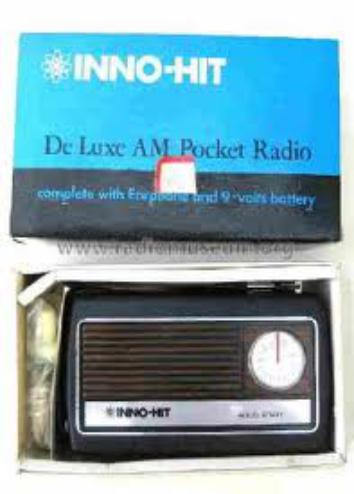 INNO-HIT
De Luxe AM Pocket Radio
complete with Earphone and 9-volts battery
www.radiomuseum.org
INNO-HIT